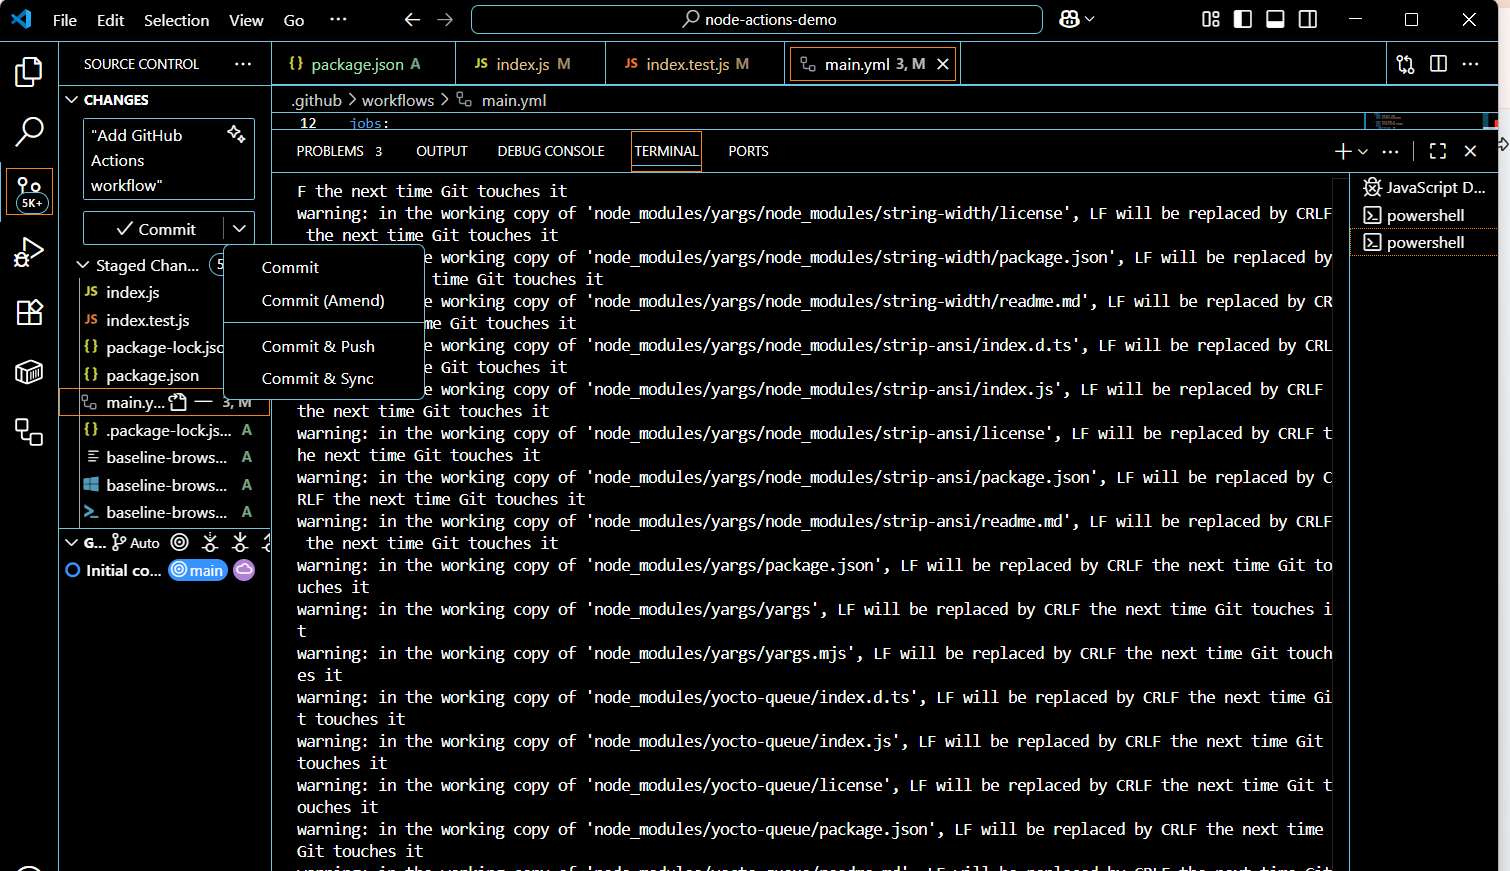 File Edit Selection View Go ···
node-actions-demo
SOURCE CONTROL ···
package.json A
index.js M
index.test.js M
main.yml 3, M
CHANGES
"Add GitHub
Actions
workflow"
Commit
Staged Chan... 5
JS index.js
JS index.test.js
{} package-lock.jsc
{} package.json
main.y... 3, M
{} .package-lock.js... A
baseline-brows... A
baseline-brows... A
baseline-brows... A
G... Auto
Initial co... main
5K+
Commit
Commit (Amend)
Commit & Push
Commit & Sync
.github > workflows > main.yml
12 jobs:
PROBLEMS 3 OUTPUT DEBUG CONSOLE TERMINAL PORTS
F the next time Git touches it
warning: in the working copy of 'node_modules/yargs/node_modules/string-width/license', LF will be replaced by CRLF
the next time Git touches it
e working copy of 'node_modules/yargs/node_modules/string-width/package.json', LF will be replaced by
time Git touches it
e working copy of 'node_modules/yargs/node_modules/string-width/readme.md', LF will be replaced by CR
me Git touches it
e working copy of 'node_modules/yargs/node_modules/strip-ansi/index.d.ts', LF will be replaced by CRL
e Git touches it
e working copy of 'node_modules/yargs/node_modules/strip-ansi/index.js', LF will be replaced by CRLF
the next time Git touches it
warning: in the working copy of 'node_modules/yargs/node_modules/strip-ansi/license', LF will be replaced by CRLF t
he next time Git touches it
warning: in the working copy of 'node_modules/yargs/node_modules/strip-ansi/package.json', LF will be replaced by C
RLF the next time Git touches it
warning: in the working copy of 'node_modules/yargs/node_modules/strip-ansi/readme.md', LF will be replaced by CRLF
the next time Git touches it
warning: in the working copy of 'node_modules/yargs/package.json', LF will be replaced by CRLF the next time Git to
uches it
warning: in the working copy of 'node_modules/yargs/yargs', LF will be replaced by CRLF the next time Git touches i
t
warning: in the working copy of 'node_modules/yargs/yargs.mjs', LF will be replaced by CRLF the next time Git touch
es it
warning: in the working copy of 'node_modules/yocto-queue/index.d.ts', LF will be replaced by CRLF the next time Gi
t touches it
warning: in the working copy of 'node_modules/yocto-queue/index.js', LF will be replaced by CRLF the next time Git
touches it
warning: in the working copy of 'node_modules/yocto-queue/license', LF will be replaced by CRLF the next time Git t
ouches it
warning: in the working copy of 'node_modules/yocto-queue/package.json', LF will be replaced by CRLF the next time
Git touches it
JavaScript D...
powershell
powershell